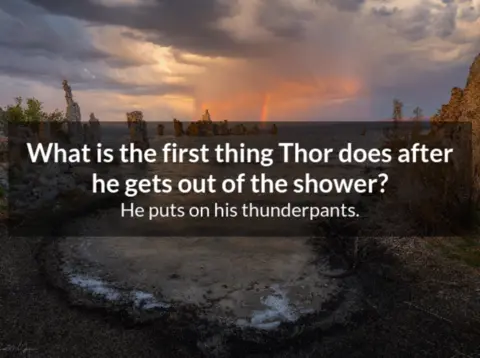 What is the first thing Thor does after
he gets out of the shower?
He puts on his thunderpants.